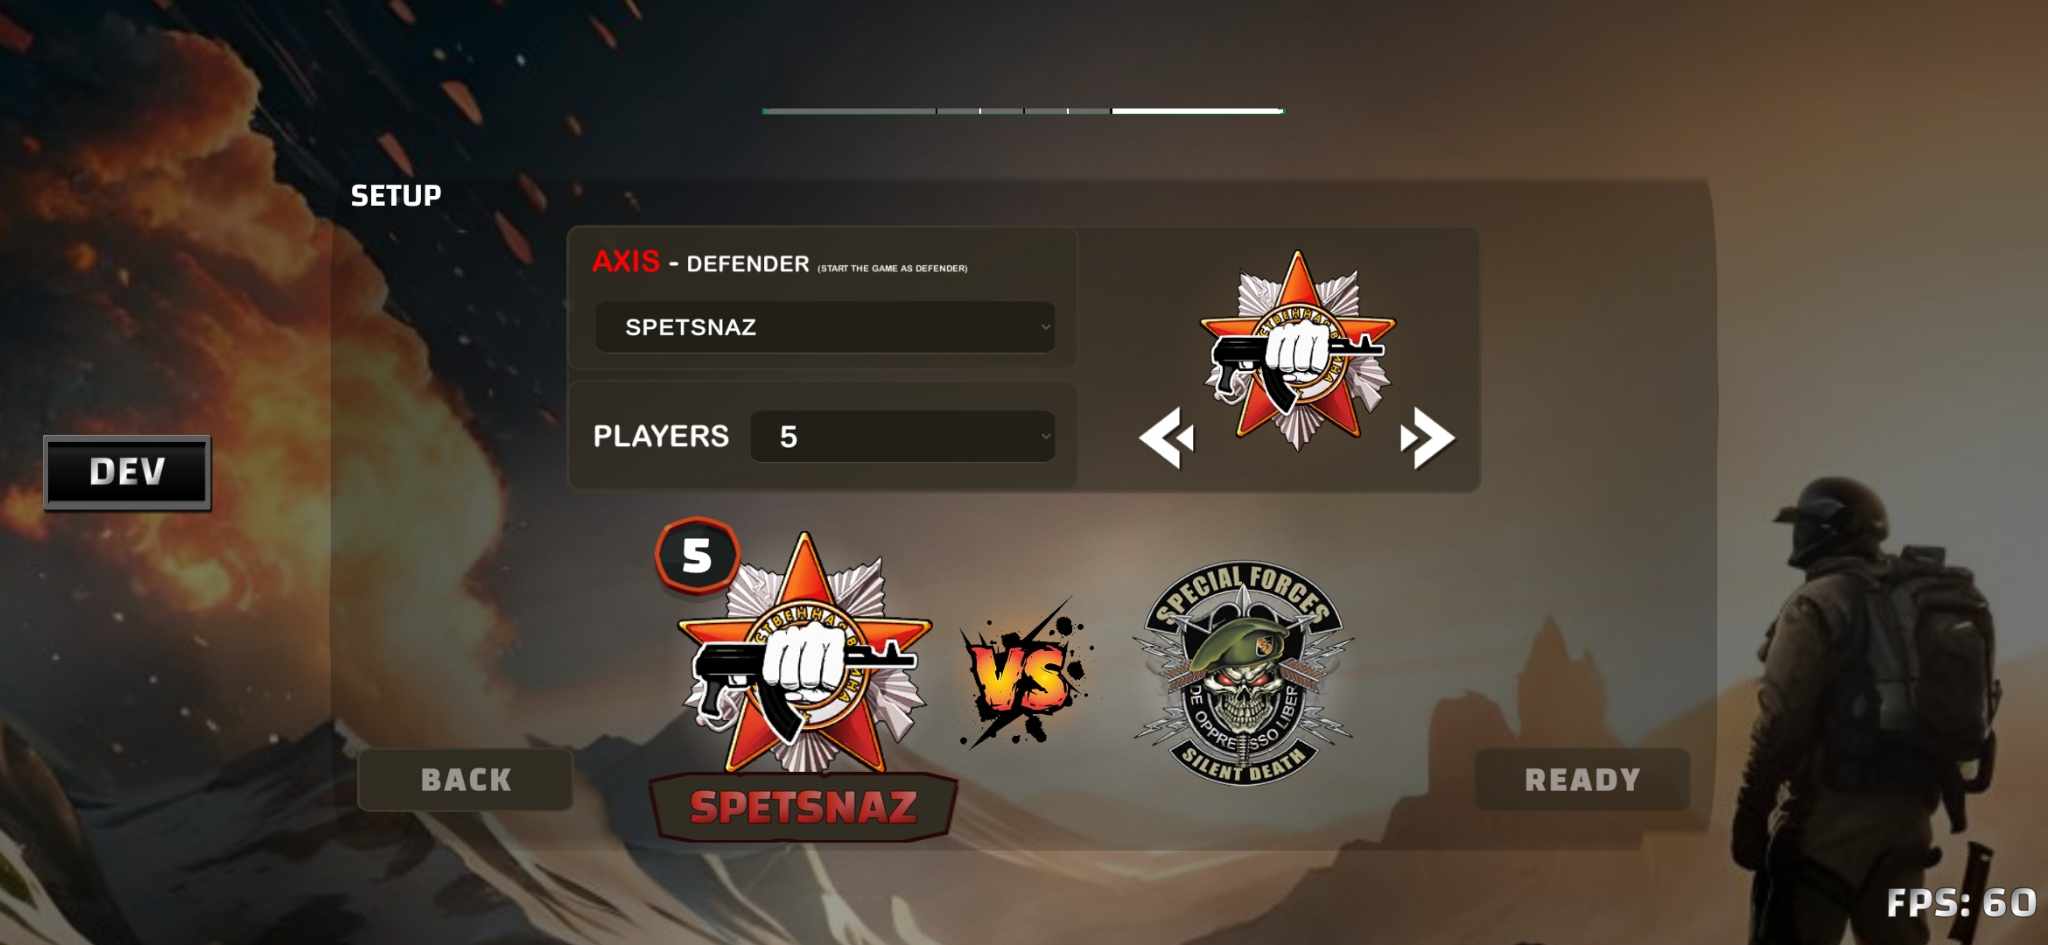 SETUP
AXIS - DEFENDER (START THE GAME AS DEFENDER)
SPETSNAZ
PLAYERS 5
DEV
5
VS
SPECIAL FORCES
DE OPPRESSO LIBER
SILENT DEATH
SPETSNAZ
BACK
READY
FPS: 60